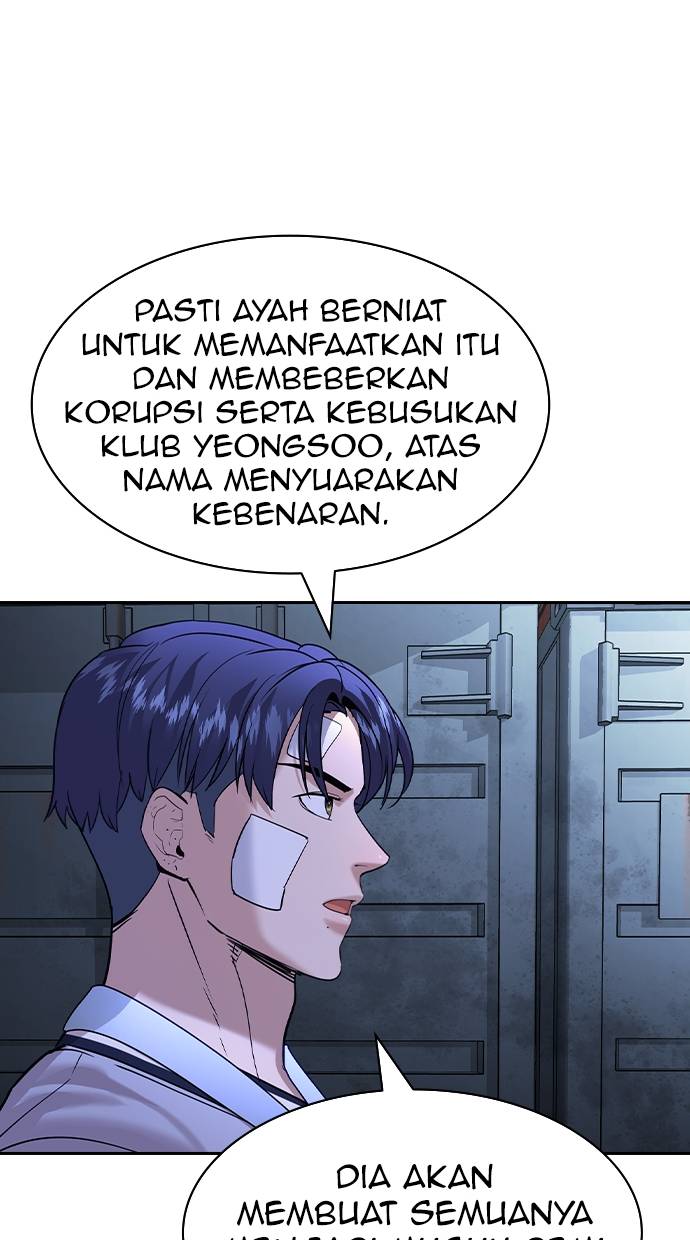 PASTI AYAH BERNIAT
UNTUK MEMANFAATKAN ITU
DAN MEMBEBERKAN
KORUPSI SERTA KEBUSUKAN
KLUB YEONGSOO, ATAS
NAMA MENYUARAKAN
KEBENARAN.
DIA AKAN
MEMBUAT SEMUANYA